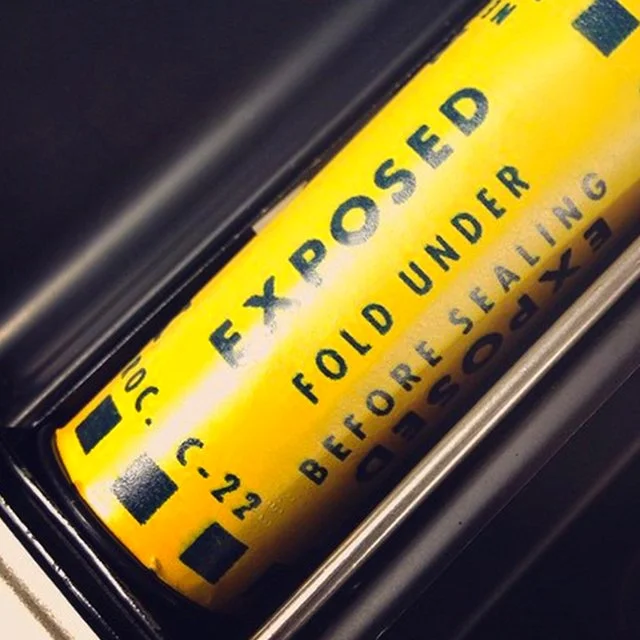 EXPOSED
FOLD UNDER
BEFORE SEALING
EXPOSED
C-22